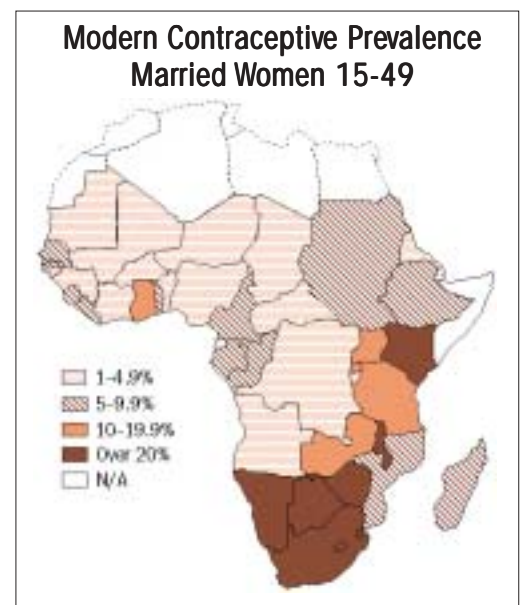 Modern Contraceptive Prevalence
Married Women 15-49
1-4.9%
5-9.9%
10-19.9%
Over 20%
N/A